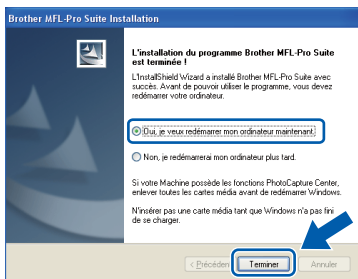 Brother MFL-Pro Suite Installation
L'installation du programme Brother MFL-Pro Suite
est terminée !
L'InstallShield Wizard a installé Brother MFL-Pro Suite avec
succès. Avant de pouvoir utiliser le programme, vous devez
redémarrer votre ordinateur.
Oui, je veux redémarrer mon ordinateur maintenant.
Non, je redémarrerai mon ordinateur plus tard.
Si votre Machine possède les fonctions PhotoCapture Center,
enlever toutes les cartes média avant de redémarrer Windows.
N'insérer pas une carte média tant que Windows n'a pas fini
de se charger.
< Précéden Terminer Annuler